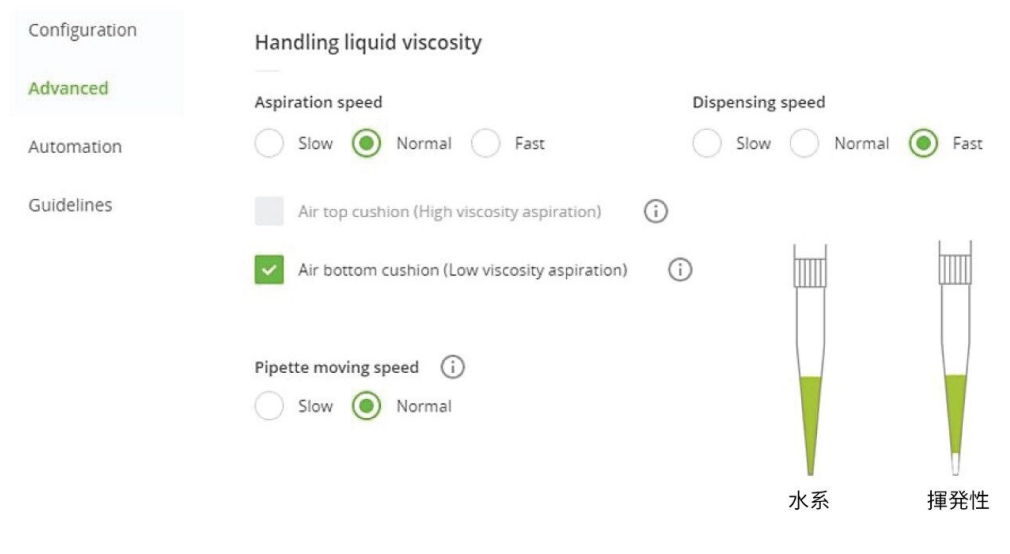 Configuration
Advanced
Automation
Guidelines
Handling liquid viscosity
Aspiration speed
Slow Normal Fast
Dispensing speed
Slow Normal Fast
Air top cushion (High viscosity aspiration)
Air bottom cushion (Low viscosity aspiration)
Pipette moving speed
Slow Normal
水系
揮発性